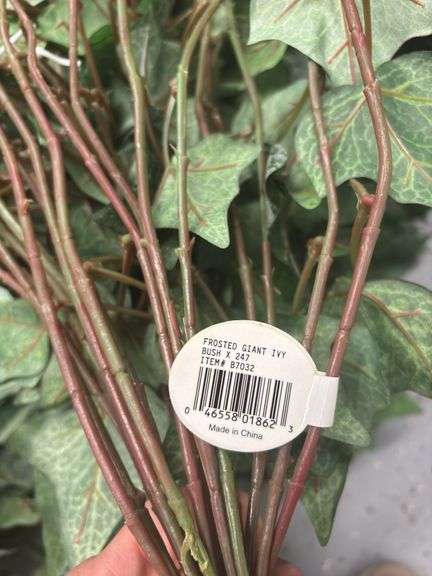 FROSTED GIANT IVY
BUSH X 247
ITEM# B7032
0 46558 01862 3
Made in China